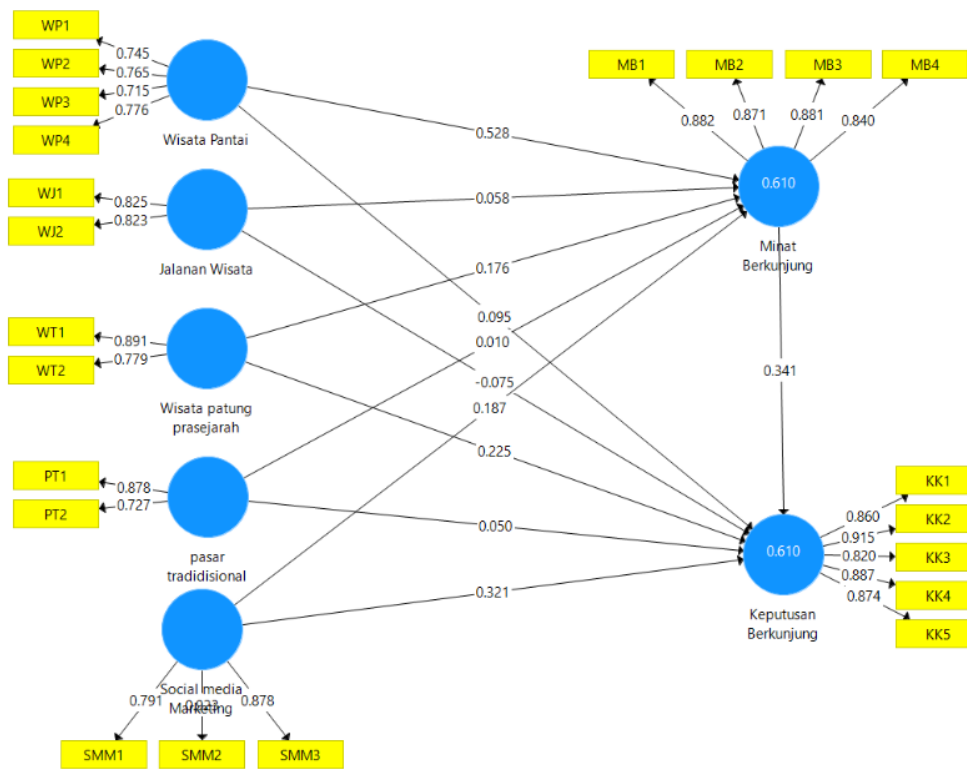 WP1
WP2
WP3
WP4
0.745
0.765
0.715
0.776
Wisata Pantai
WJ1
WJ2
0.825
0.823
Jalanan Wisata
WT1
WT2
0.891
0.779
Wisata patung
prasejarah
PT1
PT2
0.878
0.727
pasar
tradidisional
Social media
Marketing
0.791
0.878
SMM1
SMM2
SMM3
0.528
0.058
0.176
0.095
0.010
-0.075
0.187
0.225
0.050
0.321
MB1
MB2
MB3
MB4
0.882
0.871
0.881
0.840
0.610
Minat
Berkunjung
0.341
0.610
Keputusan
Berkunjung
0.860
0.915
0.820
0.887
0.874
KK1
KK2
KK3
KK4
KK5